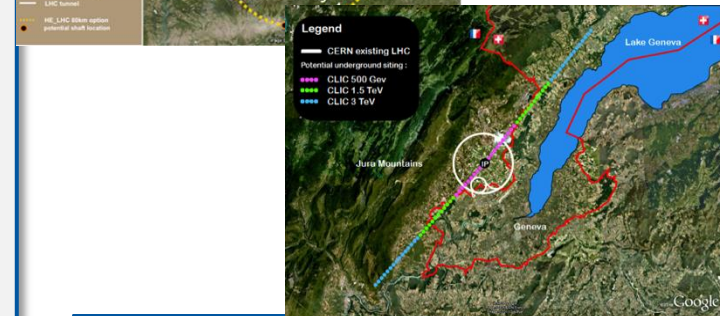 LHC tunnel
HE_LHC 80km option
potential shaft location
Legend
CERN existing LHC
Potential underground siting :
CLIC 500 Gev
CLIC 1.5 TeV
CLIC 3 TeV
Lake Geneva
Jura Mountains
IP
Geneva
Google